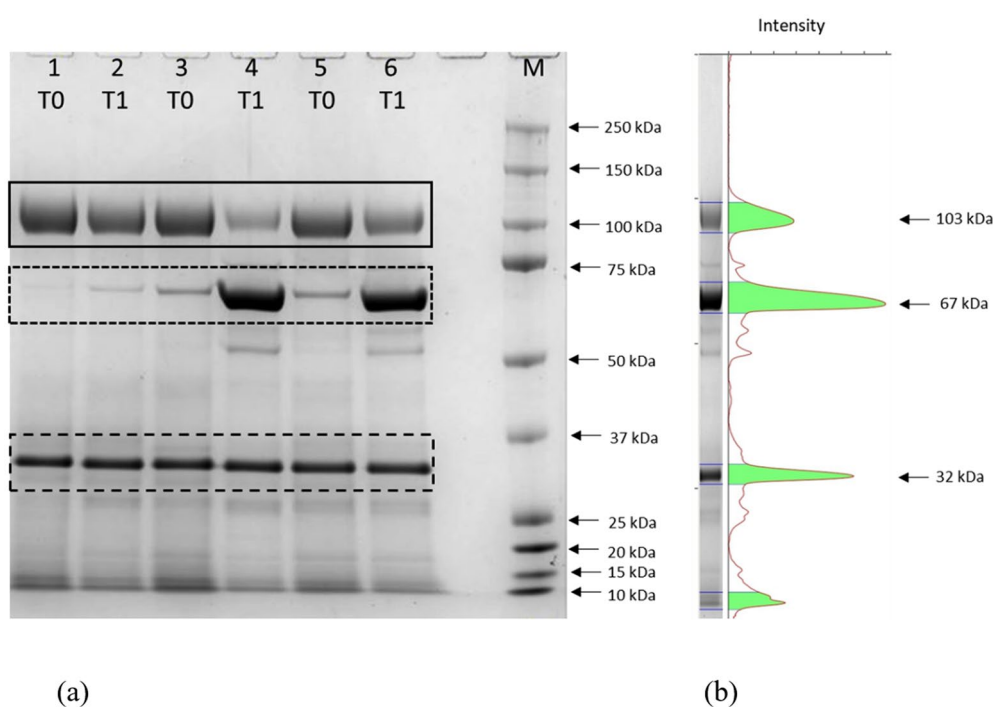 Intensity
1 2 3 4 5 6 M
T0 T1 T0 T1 T0 T1
250 kDa
150 kDa
100 kDa
75 kDa
50 kDa
37 kDa
25 kDa
20 kDa
15 kDa
10 kDa
103 kDa
67 kDa
32 kDa
(a) (b)